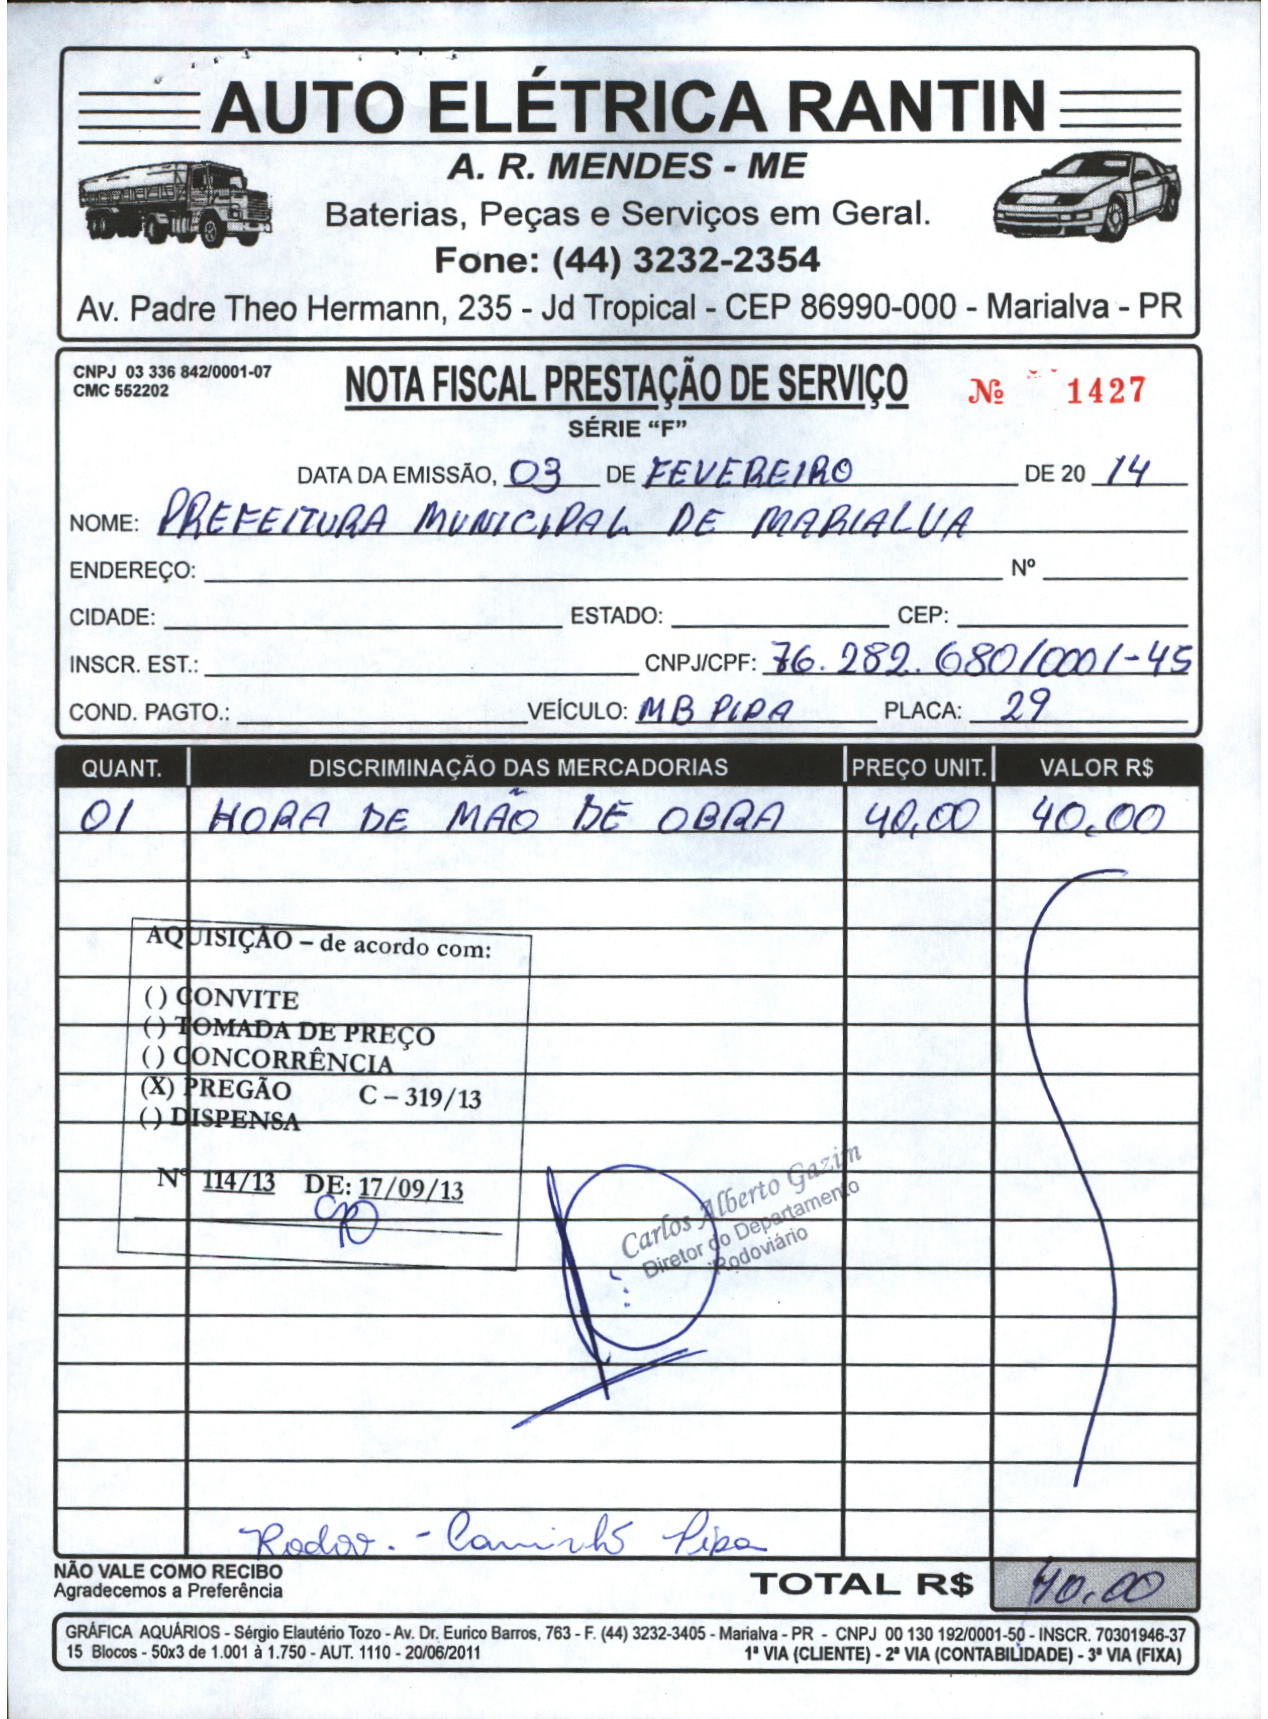 AUTO ELÉTRICA RANTIN
A. R. MENDES - ME
Baterias, Peças e Serviços em Geral.
Fone: (44) 3232-2354
Av. Padre Theo Hermann, 235 - Jd Tropical - CEP 86990-000 - Marialva - PR
CNPJ 03 336 842/0001-07
CMC 552202
NOTA FISCAL PRESTAÇÃO DE SERVIÇO
Nº 1427
SÉRIE “F”
DATA DA EMISSÃO, 03 DE FEVEREIRO DE 20 14
NOME: PREFEITURA MUNICIPAL DE MARIALVA
ENDEREÇO: Nº
CIDADE: ESTADO: CEP:
INSCR. EST.: CNPJ/CPF: 76.282.680/0001-45
COND. PAGTO.: VEÍCULO: MB PIPA PLACA: 29
QUANT. DISCRIMINAÇÃO DAS MERCADORIAS PREÇO UNIT. VALOR R$
01 HORA DE MÃO DE OBRA 40,00 40,00
AQUISIÇÃO – de acordo com:
( ) CONVITE
( ) TOMADA DE PREÇO
( ) CONCORRÊNCIA
(X) PREGÃO C – 319/13
( ) DISPENSA
Nº 114/13 DE: 17/09/13
Carlos Alberto Gazim
Diretor do Departamento
Rodoviário
Rodov. - Caminhó Pipa
NÃO VALE COMO RECIBO
Agradecemos a Preferência
TOTAL R$ 40,00
GRÁFICA AQUÁRIOS - Sérgio Elautério Tozo - Av. Dr. Eurico Barros, 763 - F. (44) 3232-3405 - Marialva - PR - CNPJ 00 130 192/0001-50 - INSCR. 70301946-37
15 Blocos - 50x3 de 1.001 à 1.750 - AUT. 1110 - 20/06/2011 1ª VIA (CLIENTE) - 2ª VIA (CONTABILIDADE) - 3ª VIA (FIXA)